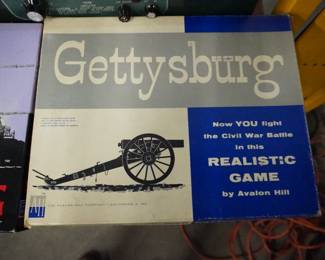 Gettysburg
Now YOU fight
the Civil War Battle
in this
REALISTIC
GAME
by Avalon Hill